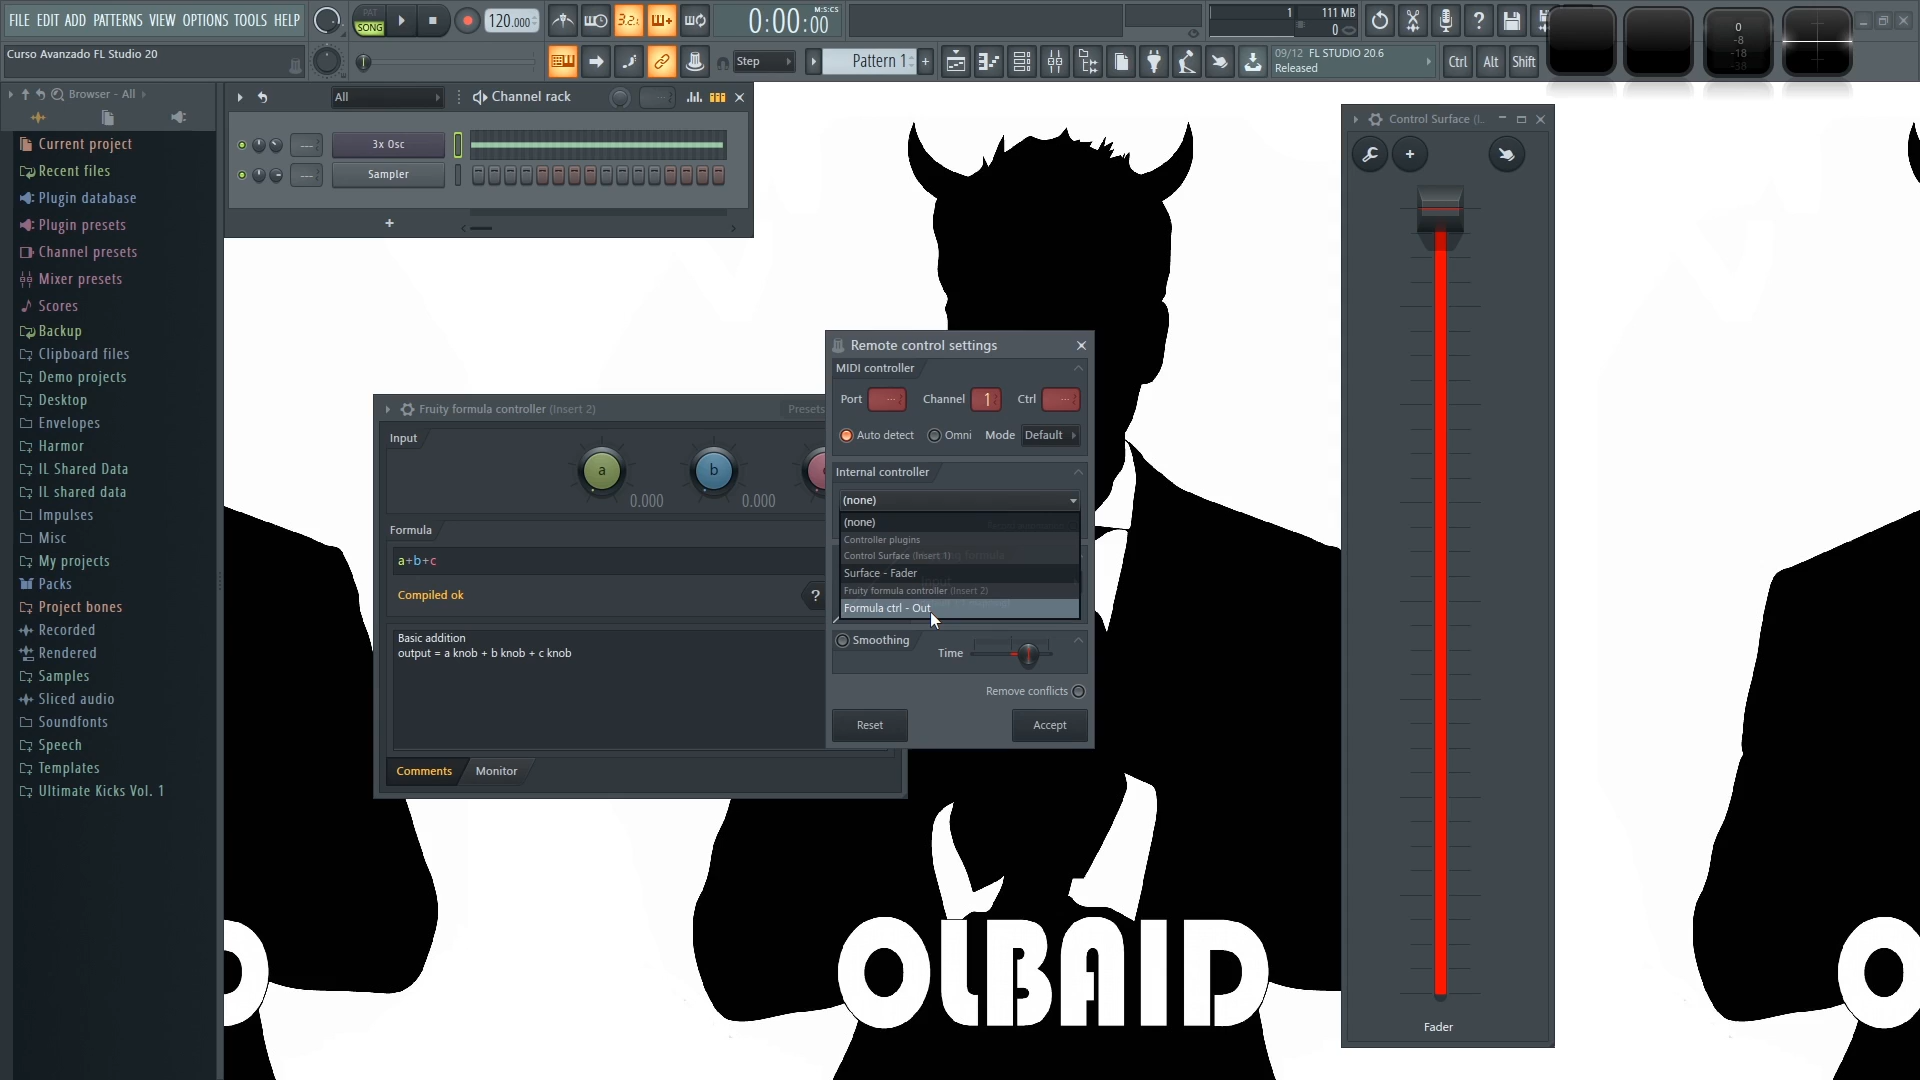 FILE EDIT ADD PATTERNS VIEW OPTIONS TOOLS HELP
PAT
SONG
120.000
3.2.
0:00:00
M:S:CS
1
111 MB
0
Curso Avanzado FL Studio 20
Step
Pattern 1
+
09/12 FL STUDIO 20.6
Released
Ctrl
Alt
Shift
0
-8
-18
-38
Browser - All
Current project
Recent files
Plugin database
Plugin presets
Channel presets
Mixer presets
Scores
Backup
Clipboard files
Demo projects
Desktop
Envelopes
Harmor
IL Shared Data
IL shared data
Impulses
Misc
My projects
Packs
Project bones
Recorded
Rendered
Samples
Sliced audio
Soundfonts
Speech
Templates
Ultimate Kicks Vol. 1
All
Channel rack
---
3x Osc
---
Sampler
+
Fruity formula controller (Insert 2)
Presets
Input
a
0.000
b
0.000
Formula
a+b+c
Compiled ok
?
Basic addition
output = a knob + b knob + c knob
Comments
Monitor
Remote control settings
MIDI controller
Port
---
Channel
1
Ctrl
---
Auto detect
Omni
Mode
Default
Internal controller
(none)
(none)
Controller plugins
Control Surface (Insert 1)
Surface - Fader
Fruity formula controller (Insert 2)
Formula ctrl - Out
Smoothing
Time
Remove conflicts
Reset
Accept
Control Surface (I..
+
Fader
OLBAID